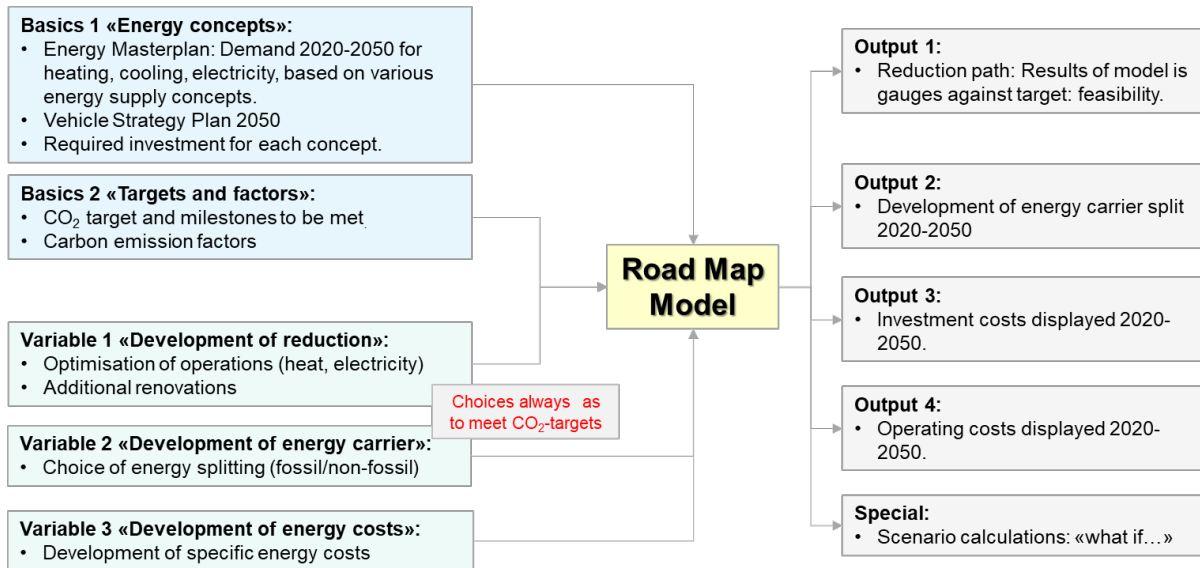 Basics 1 «Energy concepts»:
• Energy Masterplan: Demand 2020-2050 for
heating, cooling, electricity, based on various
energy supply concepts.
• Vehicle Strategy Plan 2050
• Required investment for each concept.
Basics 2 «Targets and factors»:
• CO₂ target and milestones to be met.
• Carbon emission factors
Variable 1 «Development of reduction»:
• Optimisation of operations (heat, electricity)
• Additional renovations
Choices always as
to meet CO₂-targets
Variable 2 «Development of energy carrier»:
• Choice of energy splitting (fossil/non-fossil)
Variable 3 «Development of energy costs»:
• Development of specific energy costs
Road Map
Model
Output 1:
• Reduction path: Results of model is
gauges against target: feasibility.
Output 2:
• Development of energy carrier split
2020-2050
Output 3:
• Investment costs displayed 2020-
2050.
Output 4:
• Operating costs displayed 2020-
2050.
Special:
• Scenario calculations: «what if…»